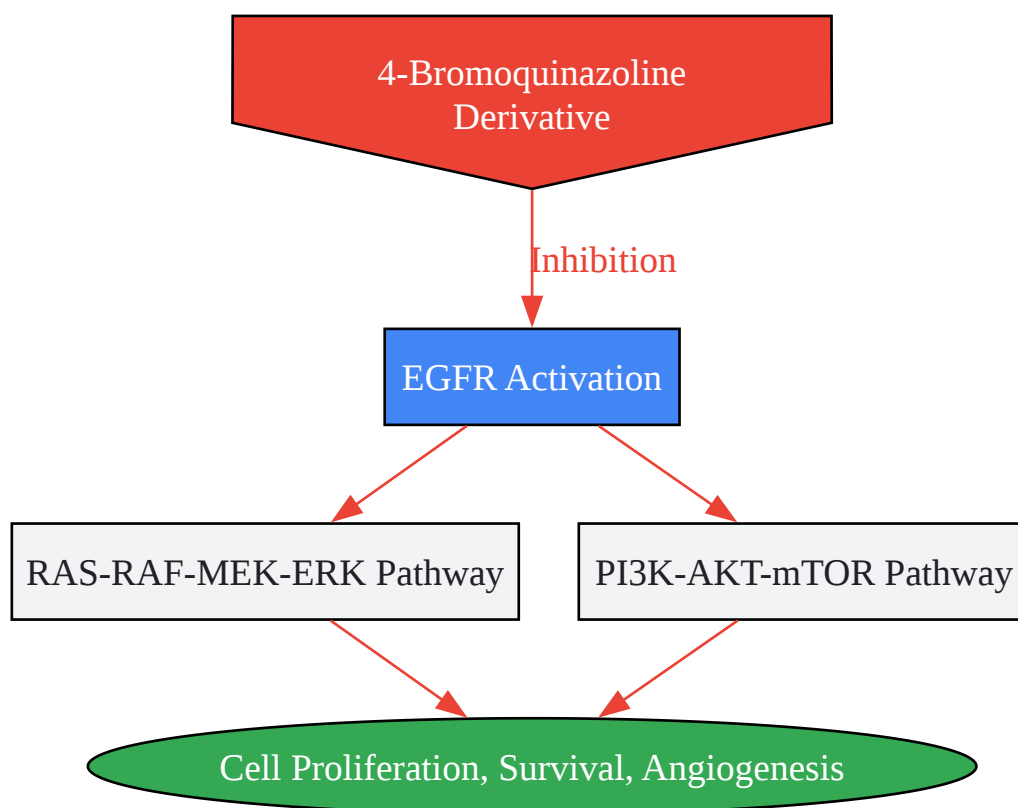 4-Bromoquinazoline
Derivative
Inhibition
EGFR Activation
RAS-RAF-MEK-ERK Pathway
PI3K-AKT-mTOR Pathway
Cell Proliferation, Survival, Angiogenesis